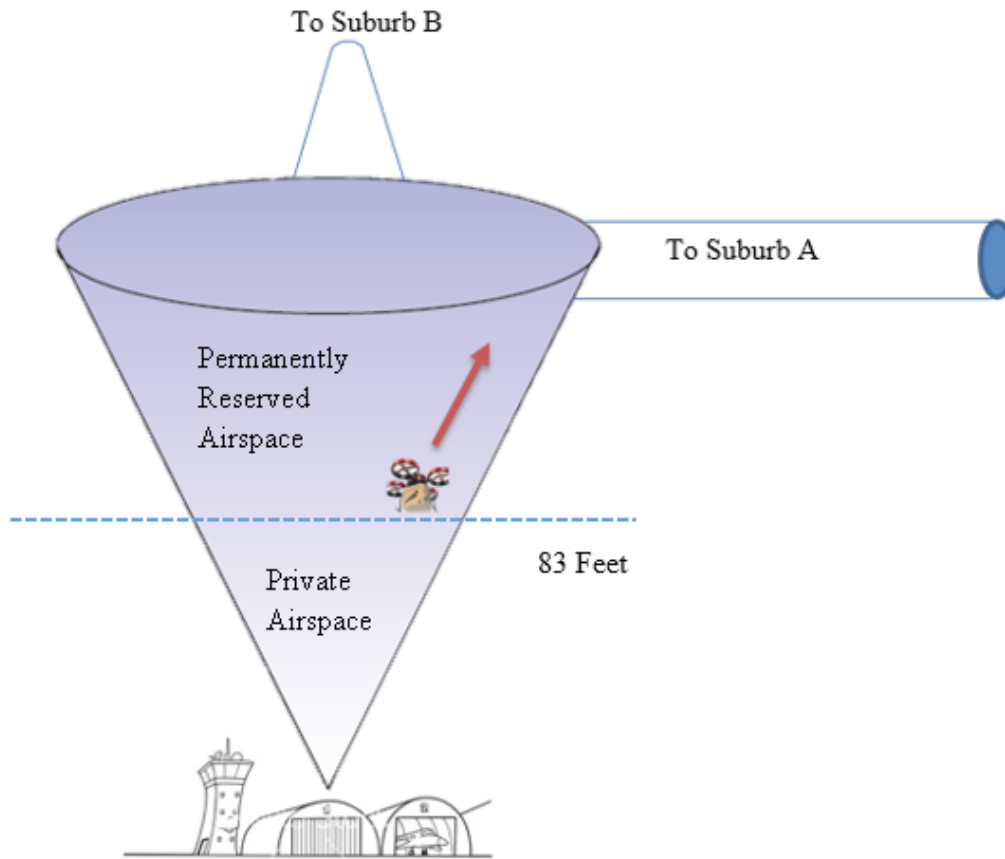 To Suburb B
To Suburb A
Permanently
Reserved
Airspace
83 Feet
Private
Airspace